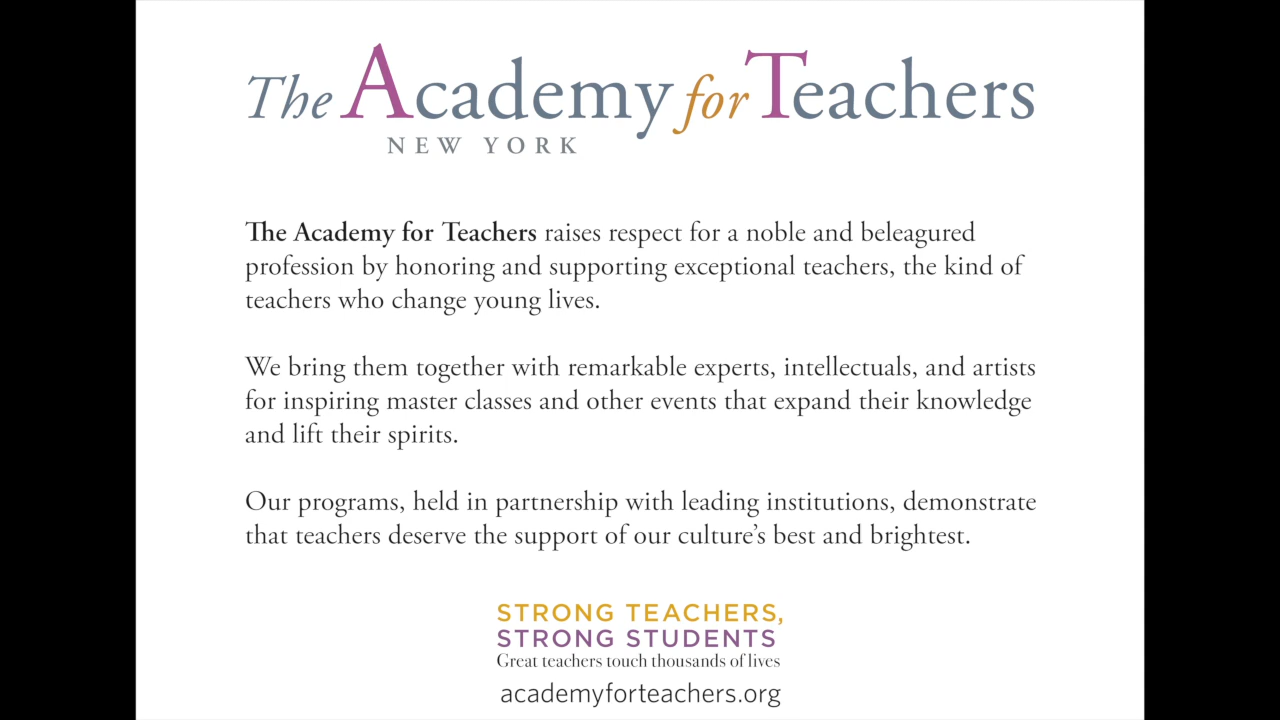 The Academy for Teachers
NEW YORK
The Academy for Teachers raises respect for a noble and beleagured
profession by honoring and supporting exceptional teachers, the kind of
teachers who change young lives.
We bring them together with remarkable experts, intellectuals, and artists
for inspiring master classes and other events that expand their knowledge
and lift their spirits.
Our programs, held in partnership with leading institutions, demonstrate
that teachers deserve the support of our culture’s best and brightest.
STRONG TEACHERS,
STRONG STUDENTS
Great teachers touch thousands of lives
academyforteachers.org